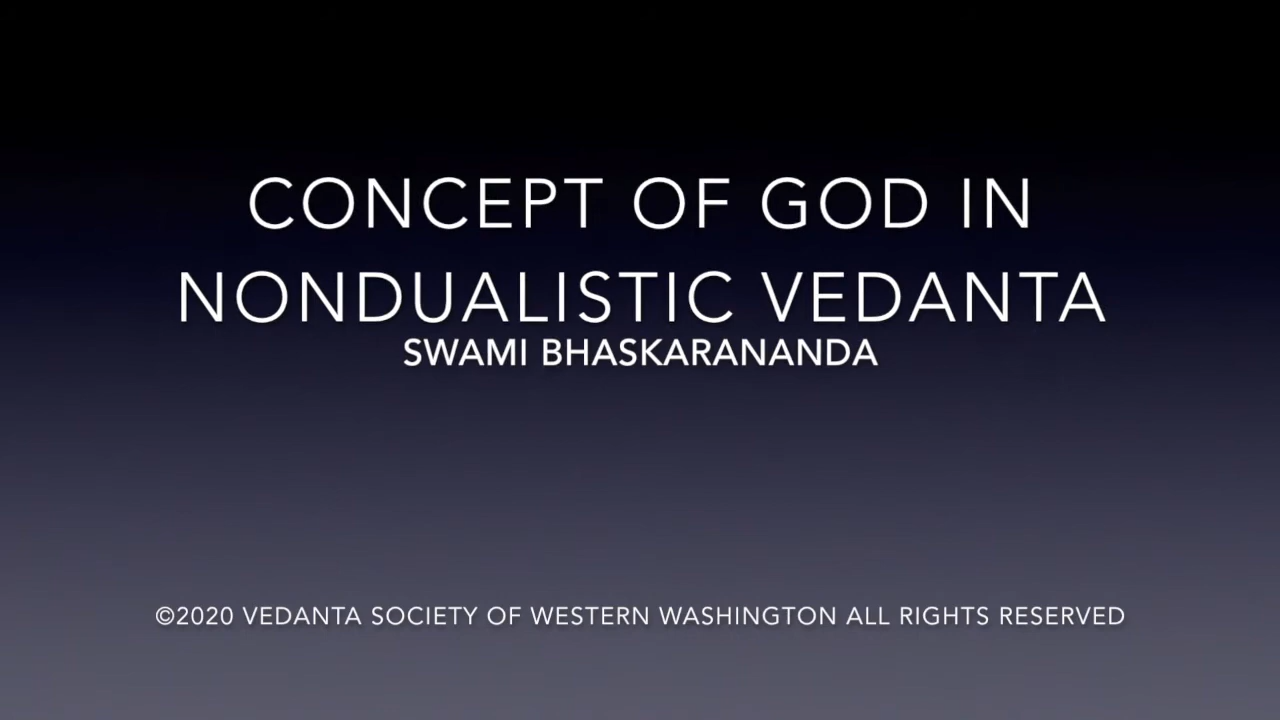 CONCEPT OF GOD IN
NONDUALISTIC VEDANTA
SWAMI BHASKARANANDA
©2020 VEDANTA SOCIETY OF WESTERN WASHINGTON ALL RIGHTS RESERVED